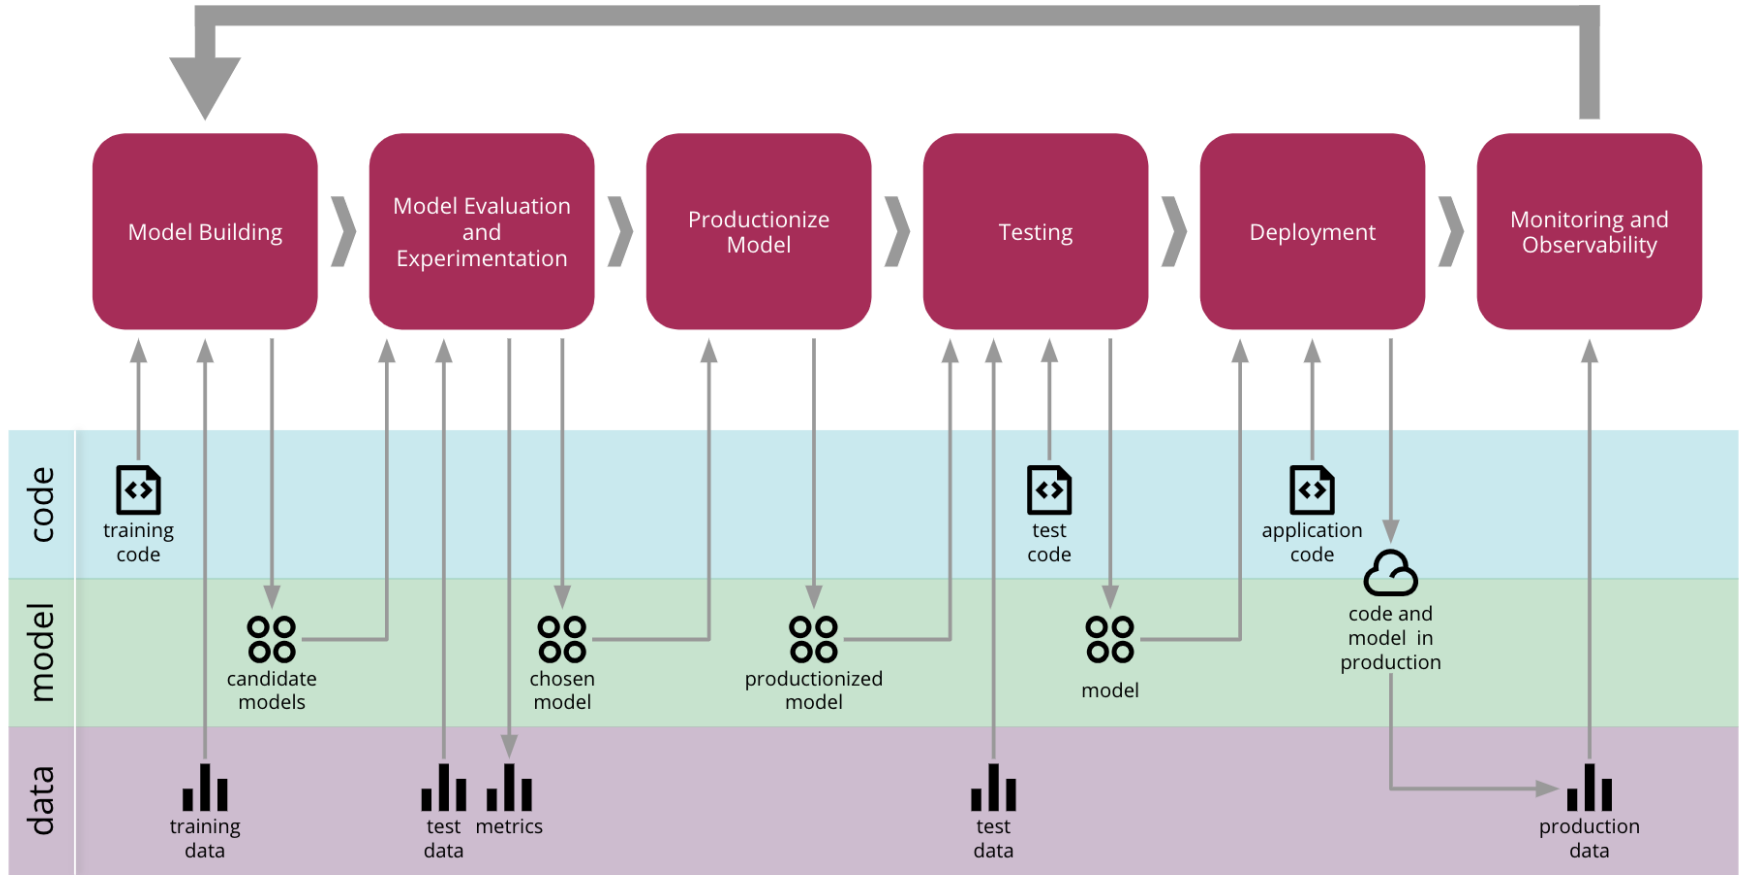 Model Building
Model Evaluation
and
Experimentation
Productionize
Model
Testing
Deployment
Monitoring and
Observability
code
training
code
test
code
application
code
model
candidate
models
chosen
model
productionized
model
model
code and
model in
production
data
training
data
test
data
metrics
test
data
production
data